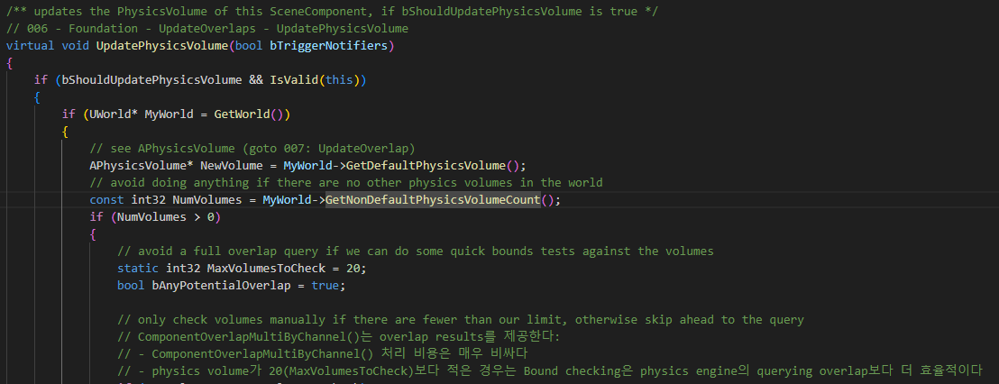 /** updates the PhysicsVolume of this SceneComponent, if bShouldUpdatePhysicsVolume is true */
// 006 - Foundation - UpdateOverlaps - UpdatePhysicsVolume
virtual void UpdatePhysicsVolume(bool bTriggerNotifiers)
{
if (bShouldUpdatePhysicsVolume && IsValid(this))
{
if (UWorld* MyWorld = GetWorld())
{
// see APhysicsVolume (goto 007: UpdateOverlap)
APhysicsVolume* NewVolume = MyWorld->GetDefaultPhysicsVolume();
// avoid doing anything if there are no other physics volumes in the world
const int32 NumVolumes = MyWorld->GetNonDefaultPhysicsVolumeCount();
if (NumVolumes > 0)
{
// avoid a full overlap query if we can do some quick bounds tests against the volumes
static int32 MaxVolumesToCheck = 20;
bool bAnyPotentialOverlap = true;
// only check volumes manually if there are fewer than our limit, otherwise skip ahead to the query
// ComponentOverlapMultiByChannel()는 overlap results를 제공한다:
// - ComponentOverlapMultiByChannel() 처리 비용은 매우 비싸다
// - physics volume가 20(MaxVolumesToCheck)보다 적은 경우는 Bound checking은 physics engine의 querying overlap보다 더 효율적이다